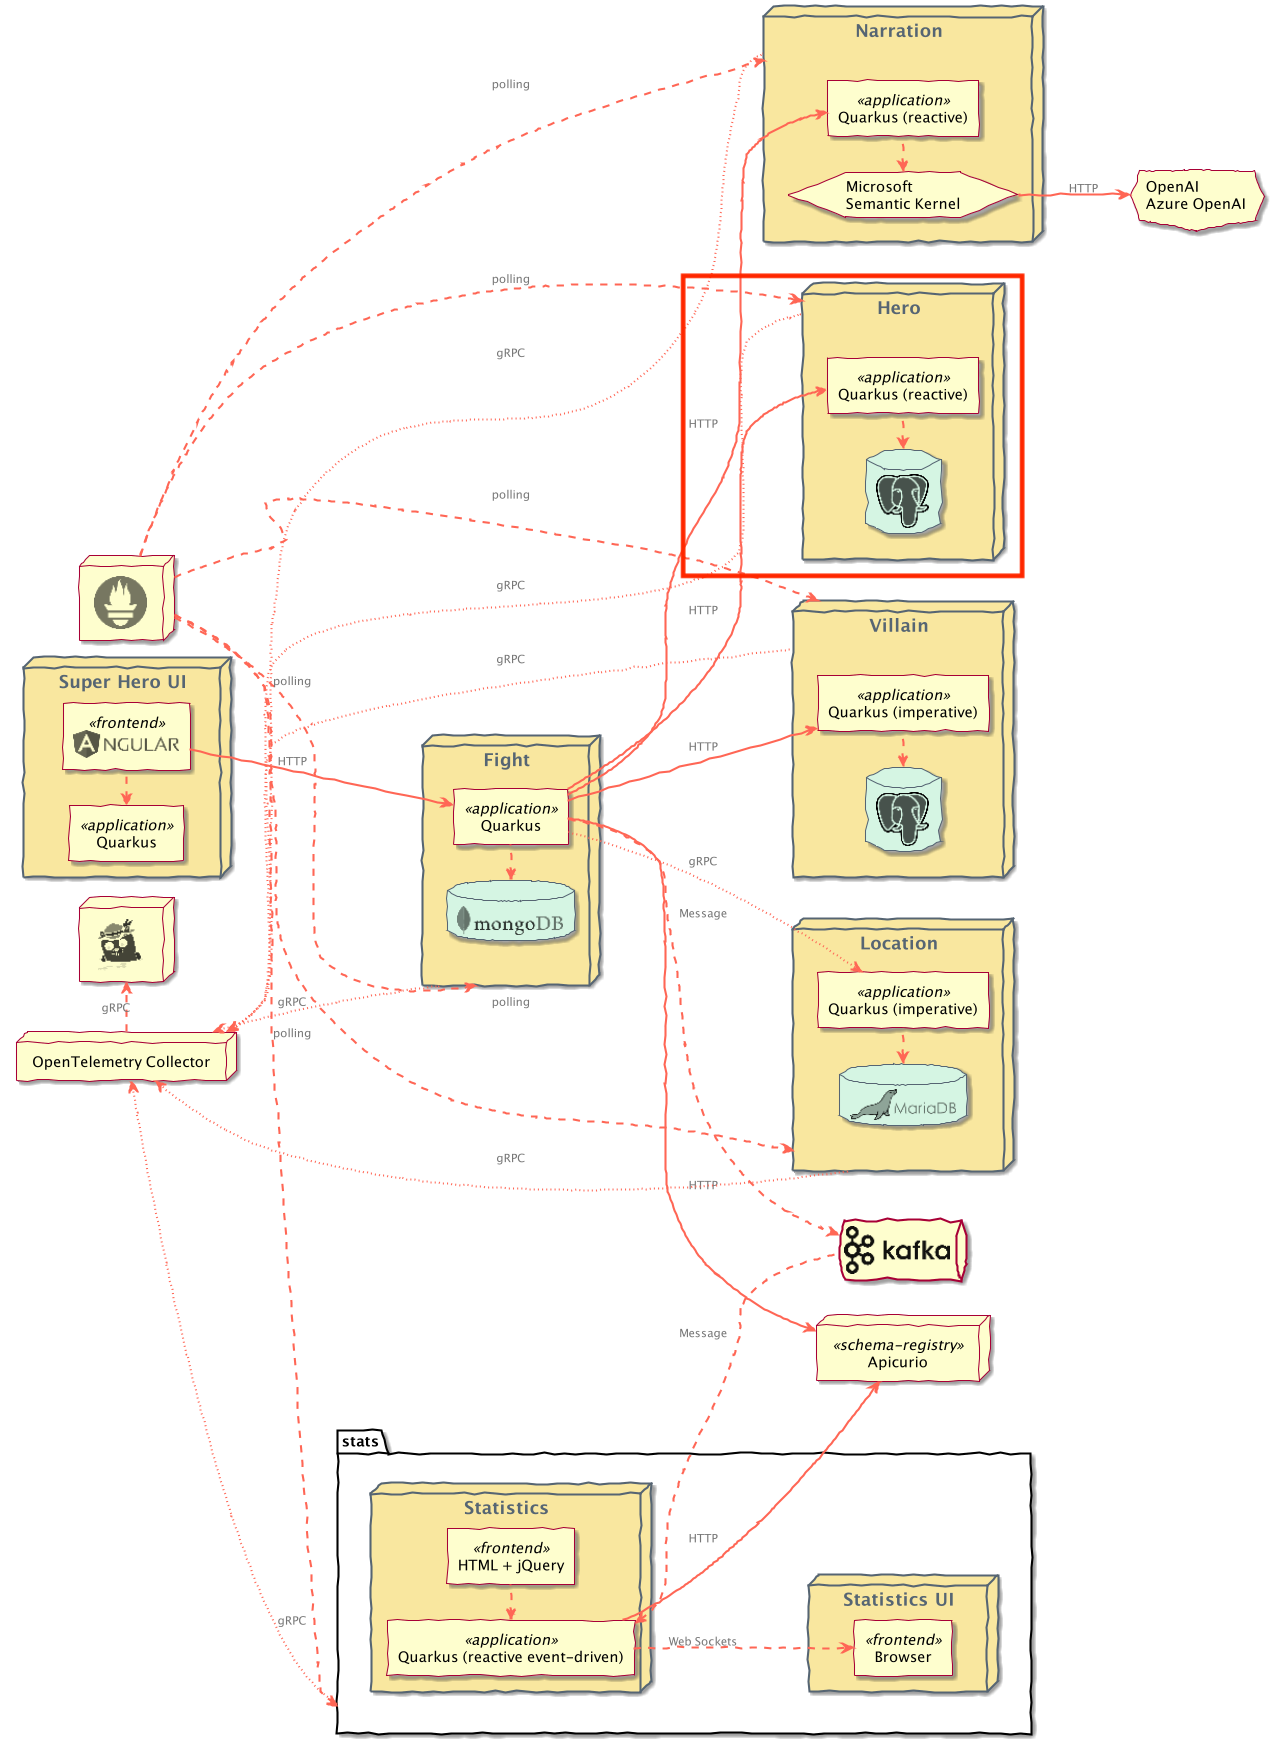 Narration
polling
«application»
Quarkus (reactive)
Microsoft
Semantic Kernel
HTTP
OpenAI
Azure OpenAI
polling
Hero
gRPC
«application»
Quarkus (reactive)
HTTP
polling
gRPC
HTTP
Villain
gRPC
«application»
Quarkus (imperative)
polling
Super Hero UI
«frontend»
ANGULAR
HTTP
«application»
Quarkus
Fight
HTTP
«application»
Quarkus
mongoDB
gRPC
Message
Location
«application»
Quarkus (imperative)
MariaDB
gRPC
gRPC
polling
polling
OpenTelemetry Collector
gRPC
HTTP
kafka
Message
«schema-registry»
Apicurio
stats
Statistics
«frontend»
HTML + jQuery
HTTP
«application»
Quarkus (reactive event-driven)
gRPC
Web Sockets
Statistics UI
«frontend»
Browser